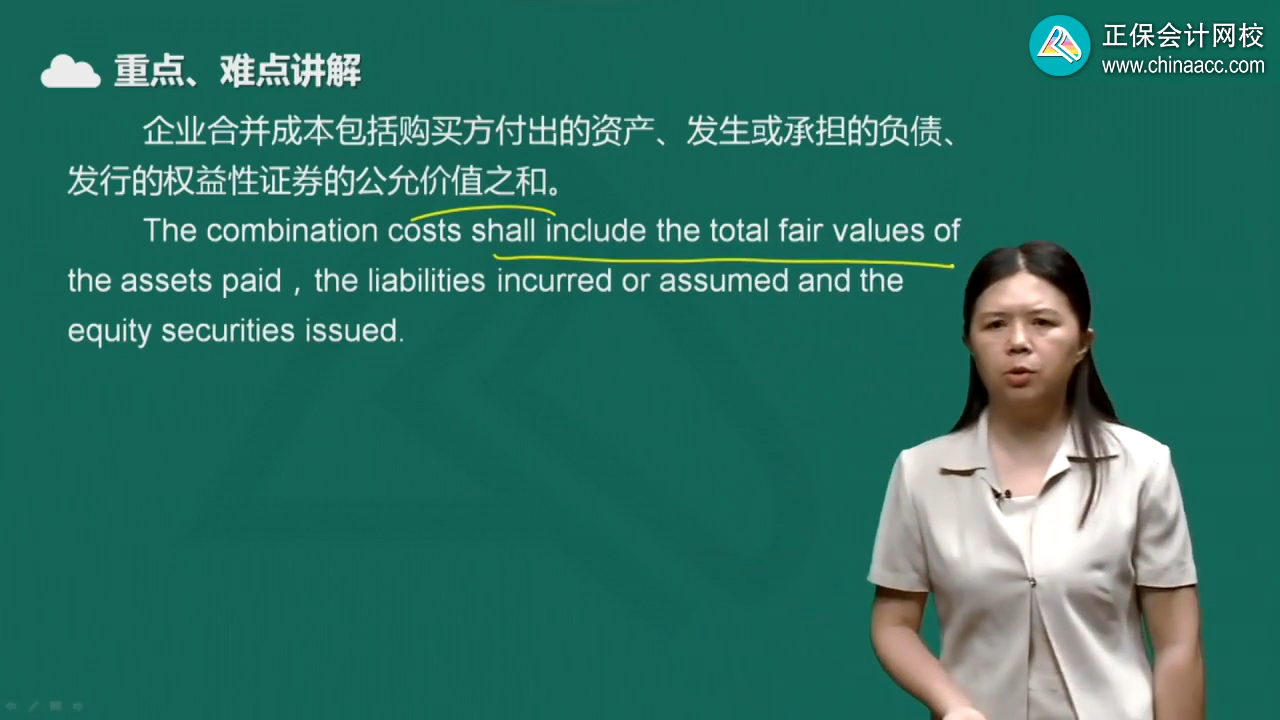 正保会计网校
www.chinaacc.com
重点、难点讲解
企业合并成本包括购买方付出的资产、发生或承担的负债、
发行的权益性证券的公允价值之和。
The combination costs shall include the total fair values of
the assets paid，the liabilities incurred or assumed and the
equity securities issued.